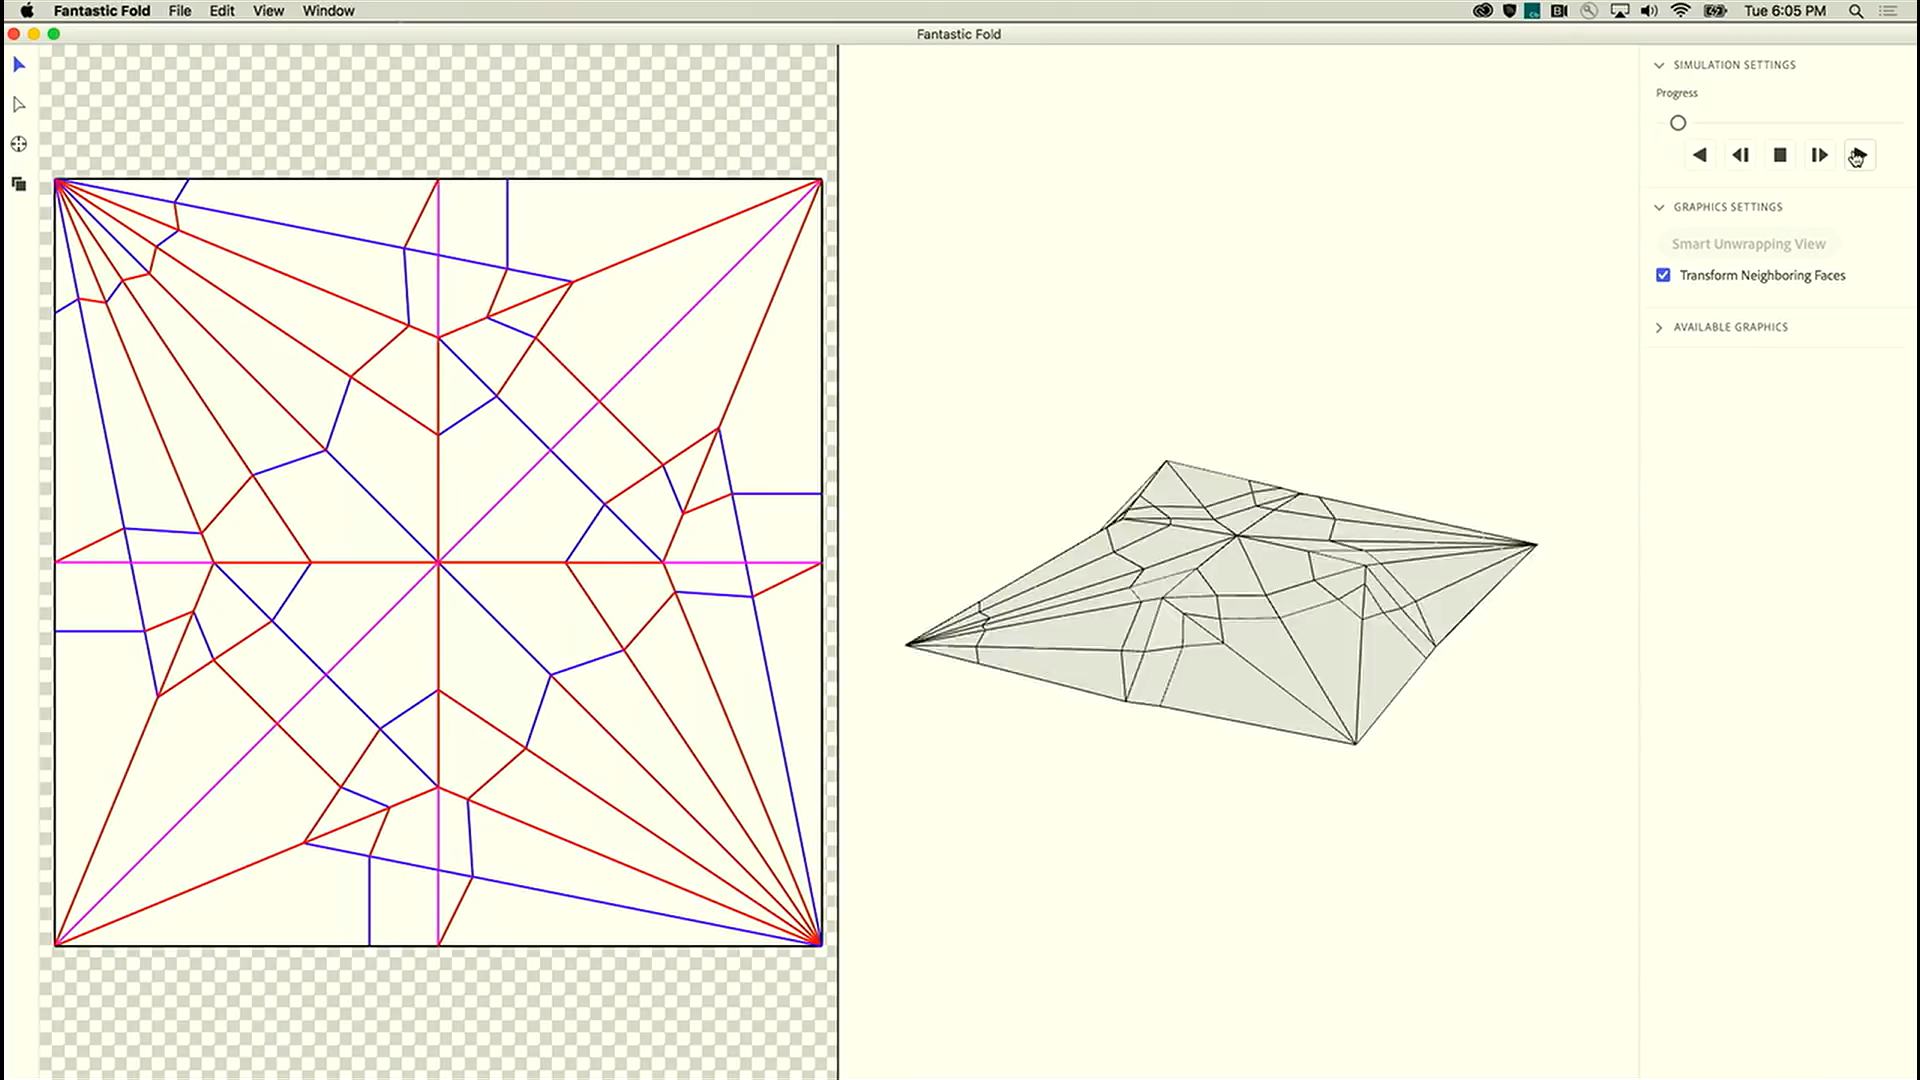 Fantastic Fold File Edit View Window Tue 6:05 PM
Fantastic Fold
SIMULATION SETTINGS
Progress
GRAPHICS SETTINGS
Smart Unwrapping View
Transform Neighboring Faces
AVAILABLE GRAPHICS